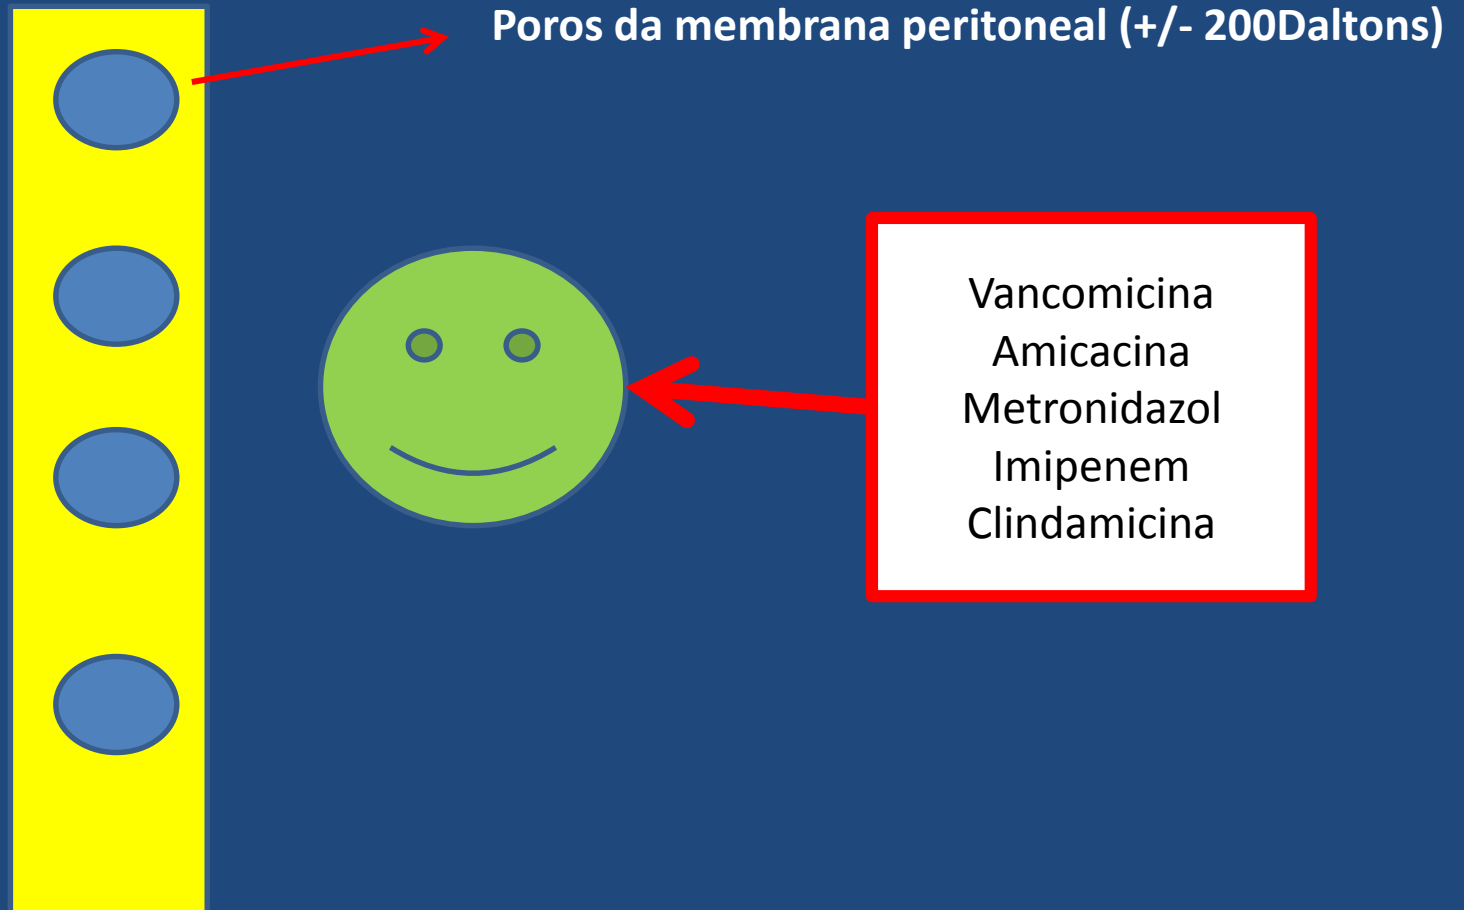 Poros da membrana peritoneal (+/- 200Daltons)
Vancomicina
Amicacina
Metronidazol
Imipenem
Clindamicina